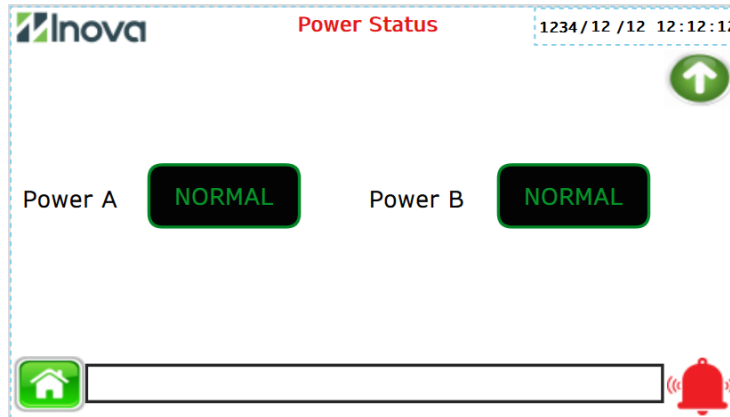 Inova
Power Status
1234/12/12 12:12:12
Power A
NORMAL
Power B
NORMAL